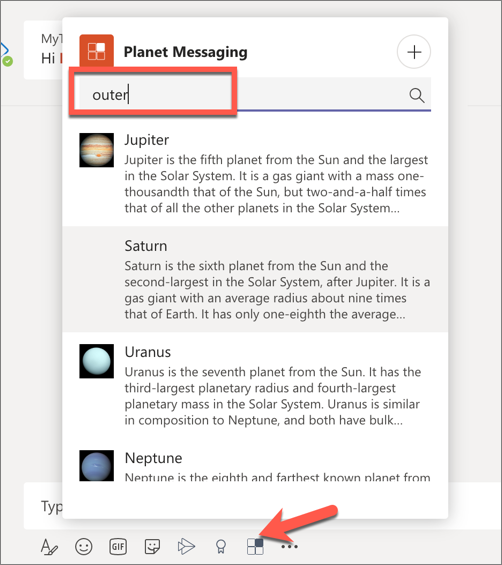 MyT
Hi
Planet Messaging
outer
Jupiter
Jupiter is the fifth planet from the Sun and the largest
in the Solar System. It is a gas giant with a mass one-
thousandth that of the Sun, but two-and-a-half times
that of all the other planets in the Solar System...
Saturn
Saturn is the sixth planet from the Sun and the
second-largest in the Solar System, after Jupiter. It is a
gas giant with an average radius about nine times
that of Earth. It has only one-eighth the average...
Uranus
Uranus is the seventh planet from the Sun. It has the
third-largest planetary radius and fourth-largest
planetary mass in the Solar System. Uranus is similar
in composition to Neptune, and both have bulk...
Neptune
Neptune is the eighth and farthest known planet from
Typ
GIF